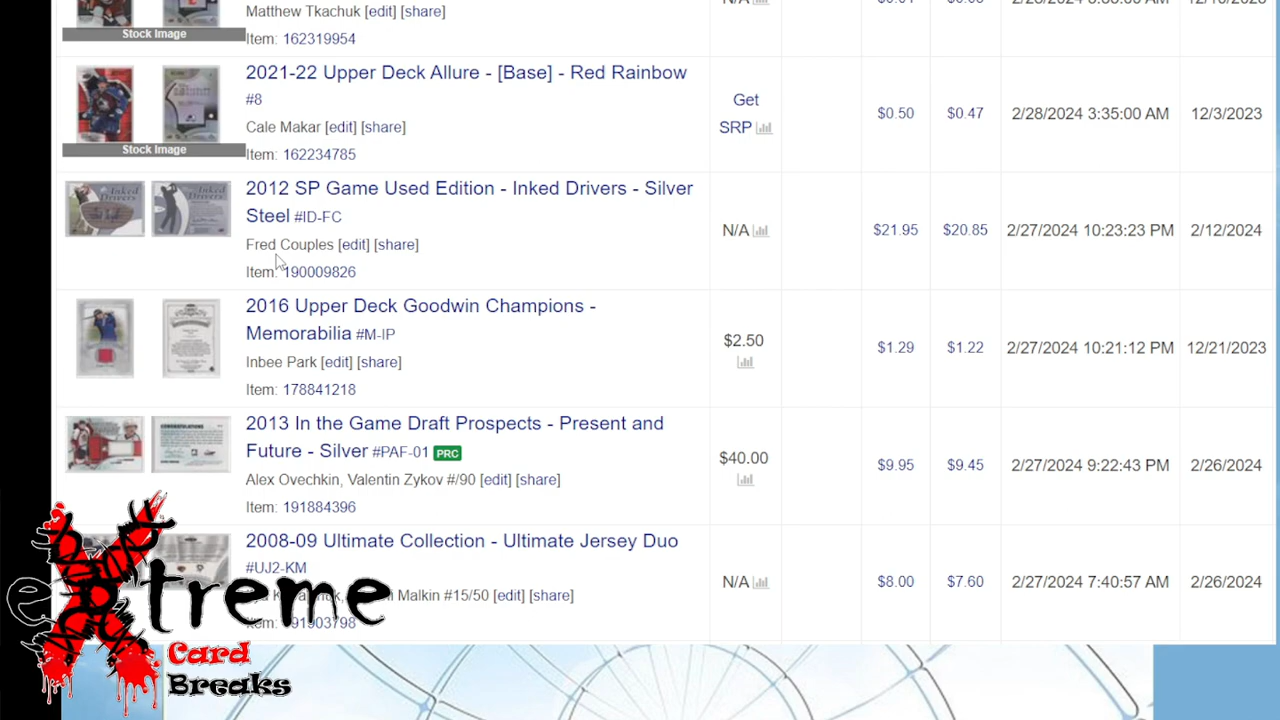 Matthew Tkachuk [edit] [share]
Stock Image
Item: 162319954
2021-22 Upper Deck Allure - [Base] - Red Rainbow
#8
Get
SRP
$0.50
$0.47
2/28/2024 3:35:00 AM
12/3/2023
Cale Makar [edit] [share]
Stock Image
Item: 162234785
2012 SP Game Used Edition - Inked Drivers - Silver
Steel #ID-FC
N/A
$21.95
$20.85
2/27/2024 10:23:23 PM
2/12/2024
Fred Couples [edit] [share]
Item: 190009826
2016 Upper Deck Goodwin Champions -
Memorabilia #M-IP
$2.50
$1.29
$1.22
2/27/2024 10:21:12 PM
12/21/2023
Inbee Park [edit] [share]
Item: 178841218
2013 In the Game Draft Prospects - Present and
Future - Silver #PAF-01 PRC
$40.00
$9.95
$9.45
2/27/2024 9:22:43 PM
2/26/2024
Alex Ovechkin, Valentin Zykov #/90 [edit] [share]
Item: 191884396
2008-09 Ultimate Collection - Ultimate Jersey Duo
#UJ2-KM
N/A
$8.00
$7.60
2/27/2024 7:40:57 AM
2/26/2024
Malkin #15/50 [edit] [share]
eXtreme
Card
Breaks